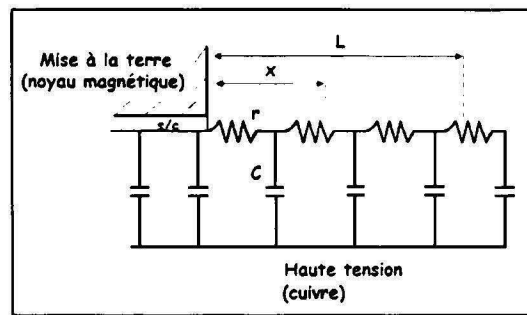 Mise à la terre
(noyau magnétique)
L
x
s/c
r
C
Haute tension
(cuivre)